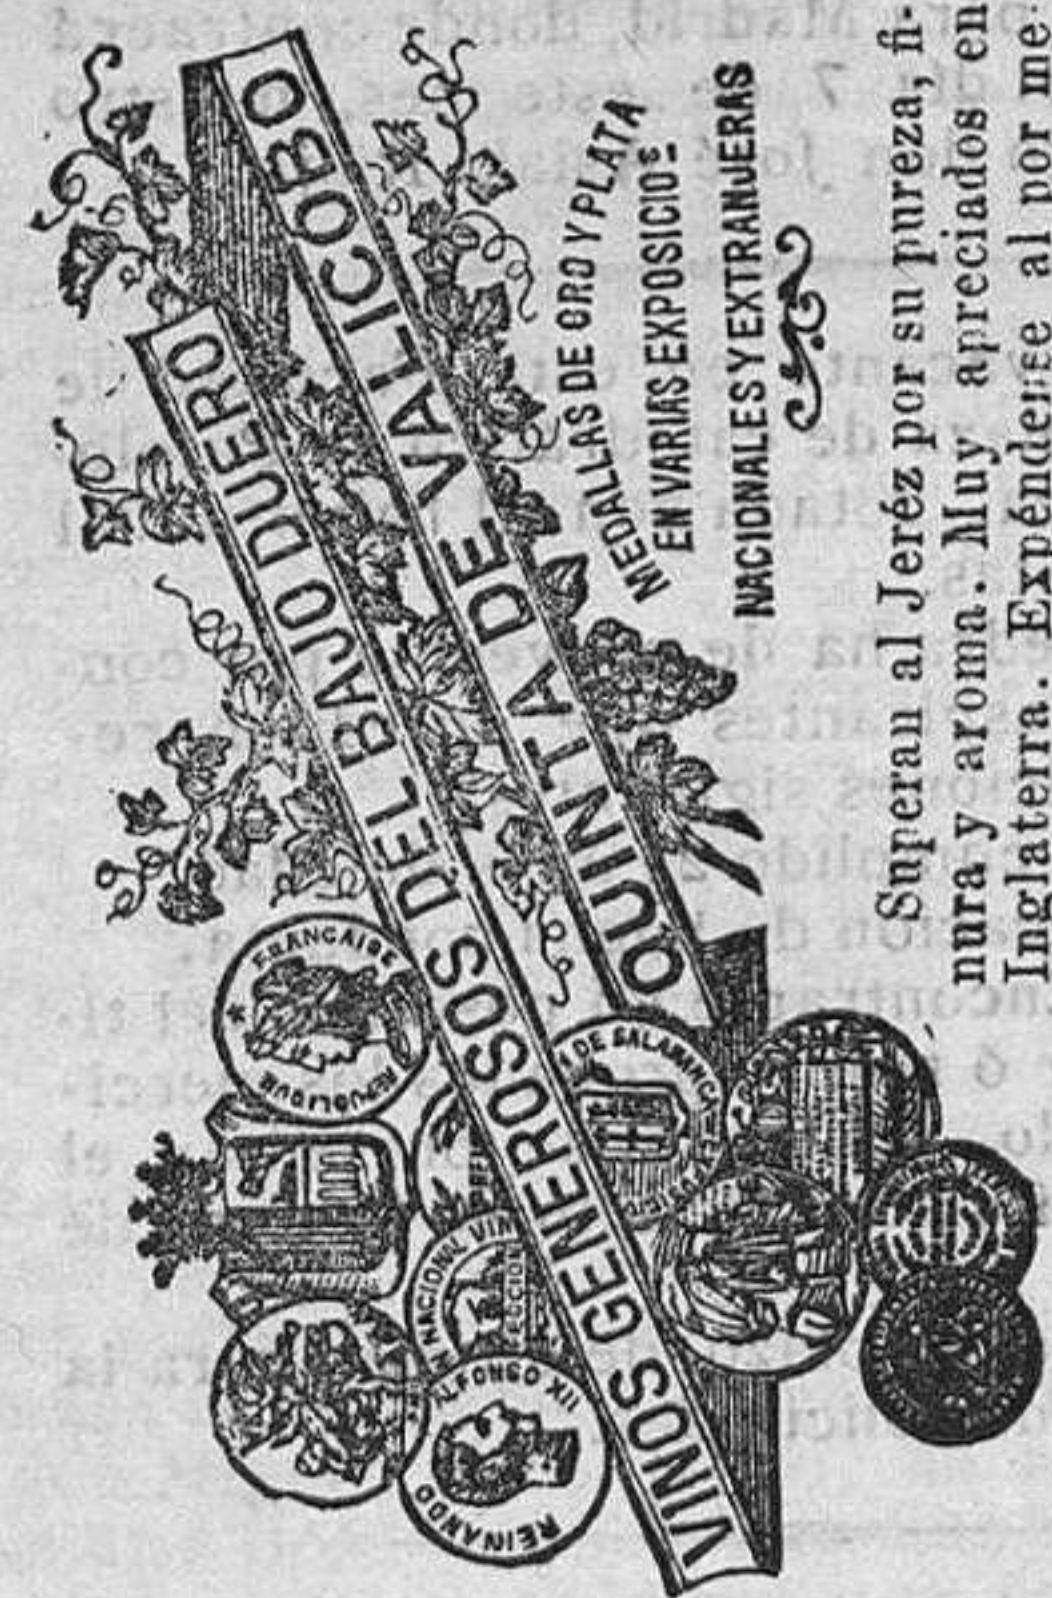 VINOS GENEROSOS DEL BAJO DUERO
QUINTA DE VALICOBO
REPUBLIQUE FRANCAISE
REINANDO ALFONSO XII
N NACIONAL VIN
DE SALAMANCA
MEDALLAS DE ORO Y PLATA
EN VARIAS EXPOSICIOS
NACIONALES Y EXTRANJERAS
Superan al Jeréz por su pureza, fi-
nura y aroma. Muy apreciados en
Inglaterra. Expéndense al por me-